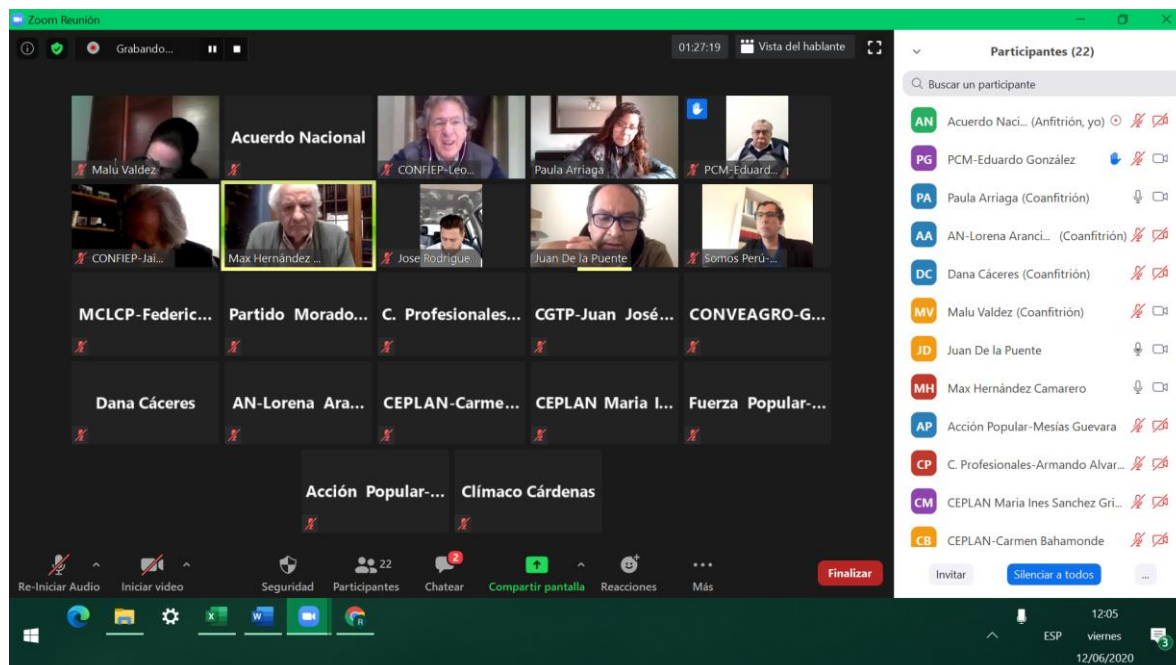 Zoom Reunión
Grabando...
01:27:19
Vista del hablante
Malu Valdez
Acuerdo Nacional
CONFIEP-Leo...
Paula Arriaga
PCM-Eduard...
CONFIEP-Jai...
Max Hernández ...
Jose Rodrigue...
Juan De la Puente
Somos Perú-...
MCLCP-Federic...
Partido Morado...
C. Profesionales...
CGTP-Juan José...
CONVEAGRO-G...
Dana Cáceres
AN-Lorena Ara...
CEPLAN-Carme...
CEPLAN Maria I...
Fuerza Popular-...
Acción Popular-...
Clímaco Cárdenas
Re-Iniciar Audio
Iniciar video
Seguridad
Participantes
22
Chatear
2
Compartir pantalla
Reacciones
Más
Finalizar
Participantes (22)
Buscar un participante
AN Acuerdo Naci... (Anfitrión, yo)
PG PCM-Eduardo González
PA Paula Arriaga (Coanfitrión)
AA AN-Lorena Aranci... (Coanfitrión)
DC Dana Cáceres (Coanfitrión)
MV Malu Valdez (Coanfitrión)
JD Juan De la Puente
MH Max Hernández Camarero
AP Acción Popular-Mesías Guevara
CP C. Profesionales-Armando Alvar...
CM CEPLAN Maria Ines Sanchez Gri...
CB CEPLAN-Carmen Bahamonde
Invitar
Silenciar a todos
...
ESP
12:05
viernes
12/06/2020
3